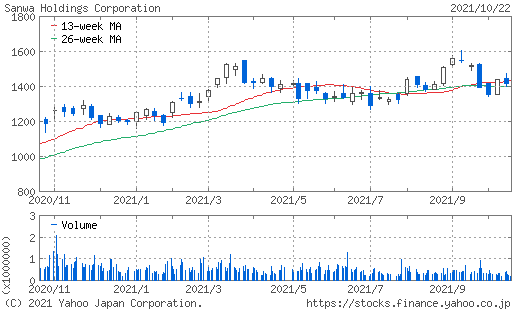 Sanwa Holdings Corporation 2021/10/22
1800
13-week MA
26-week MA
1600
1400
1200
1000
800
2020/11 2021/1 2021/3 2021/5 2021/7 2021/9
3
Volume
2
1
0
(x1000000)
2020/11 2021/1 2021/3 2021/5 2021/7 2021/9
(C) 2021 Yahoo Japan Corporation. https://stocks.finance.yahoo.co.jp/